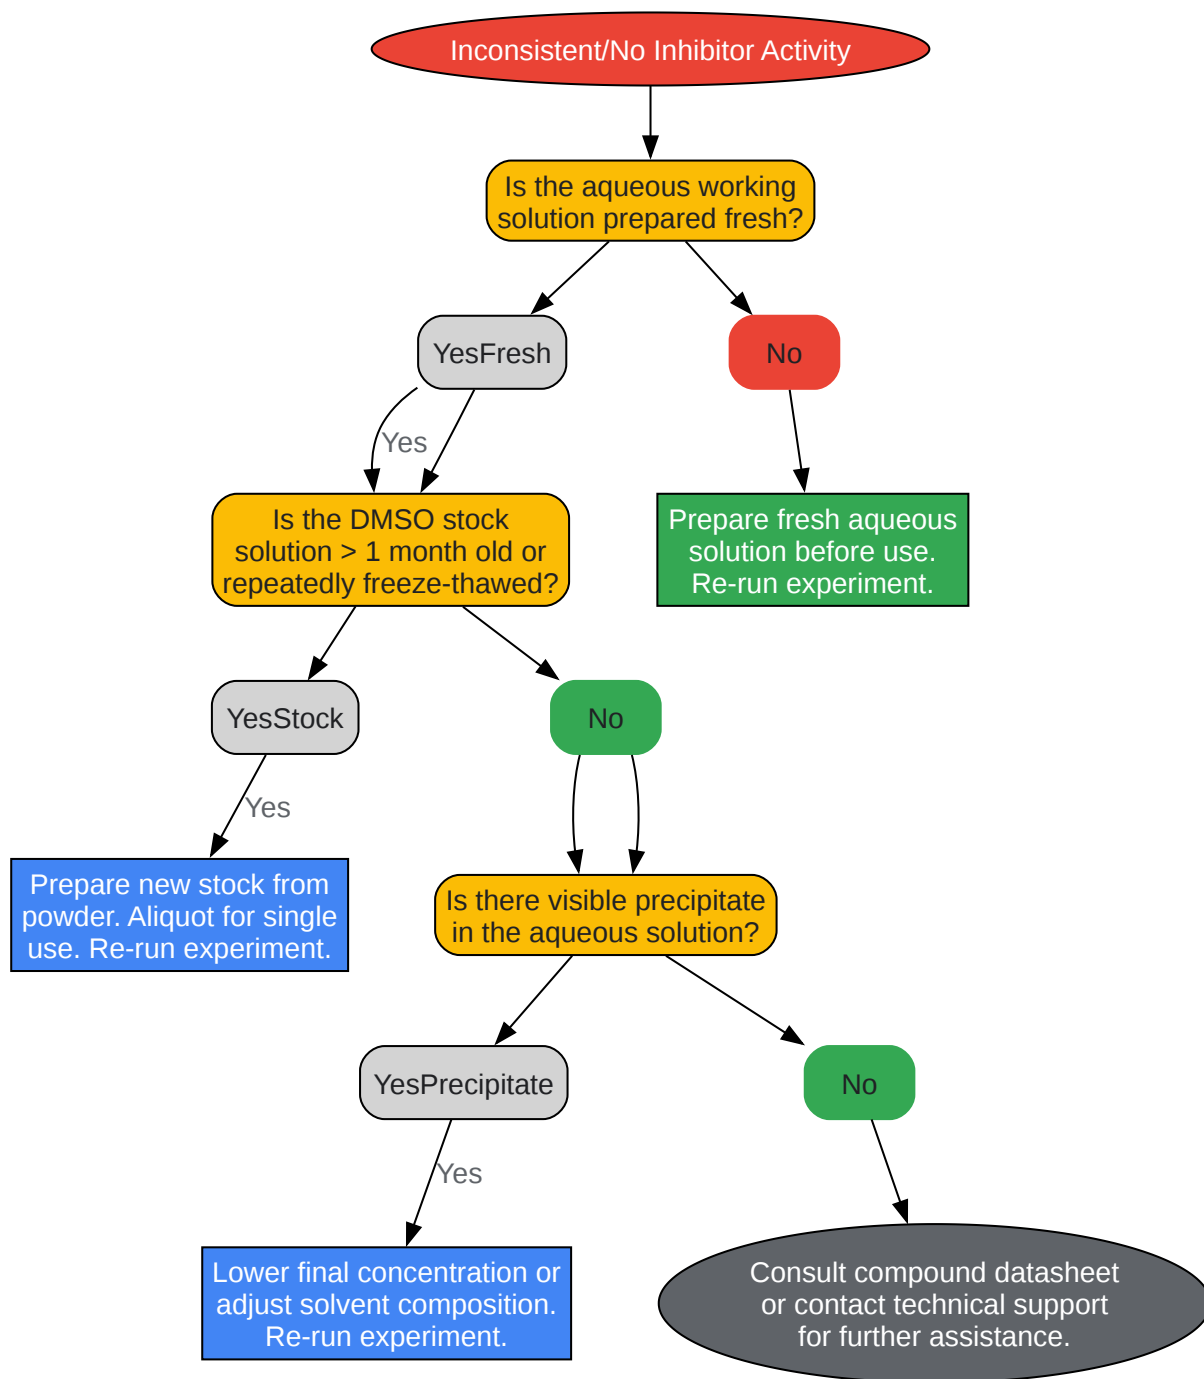 Inconsistent/No Inhibitor Activity
Is the aqueous working
solution prepared fresh?
YesFresh
No
Yes
Is the DMSO stock
solution > 1 month old or
repeatedly freeze-thawed?
Prepare fresh aqueous
solution before use.
Re-run experiment.
YesStock
No
Yes
Prepare new stock from
powder. Aliquot for single
use. Re-run experiment.
Is there visible precipitate
in the aqueous solution?
YesPrecipitate
No
Yes
Lower final concentration or
adjust solvent composition.
Re-run experiment.
Consult compound datasheet
or contact technical support
for further assistance.